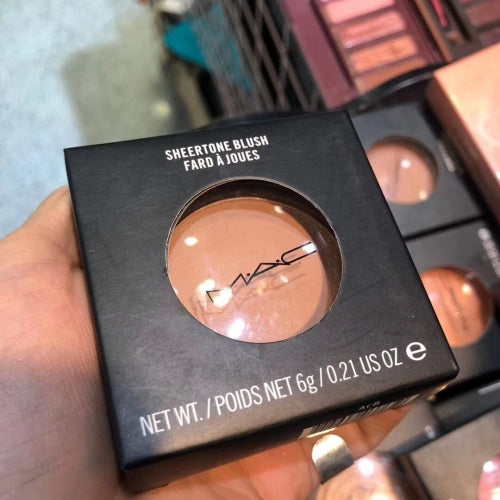 SHEERTONE BLUSH
FARD À JOUES
M·A·C
NET WT. / POIDS NET 6g / 0.21 US OZ e